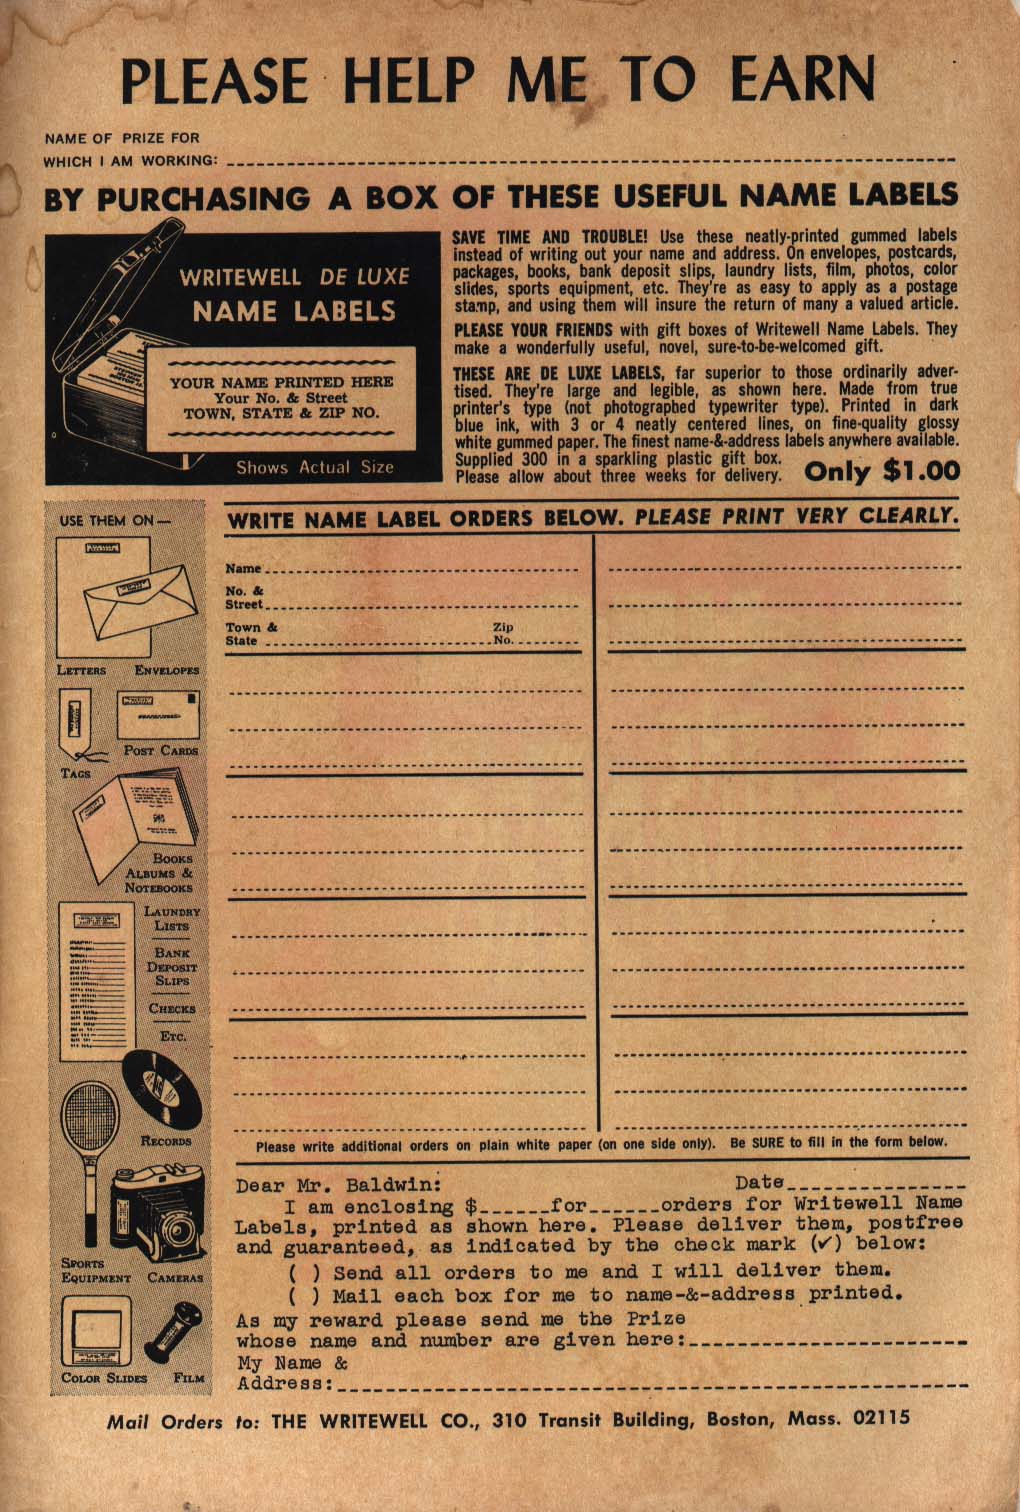 PLEASE HELP ME TO EARN
NAME OF PRIZE FOR
WHICH I AM WORKING:
BY PURCHASING A BOX OF THESE USEFUL NAME LABELS
WRITEWELL DE LUXE
NAME LABELS
YOUR NAME PRINTED HERE
Your No. & Street
TOWN, STATE & ZIP NO.
Shows Actual Size
SAVE TIME AND TROUBLE! Use these neatly-printed gummed labels
instead of writing out your name and address. On envelopes, postcards,
packages, books, bank deposit slips, laundry lists, film, photos, color
slides, sports equipment, etc. They're as easy to apply as a postage
stamp, and using them will insure the return of many a valued article.
PLEASE YOUR FRIENDS with gift boxes of Writewell Name Labels. They
make a wonderfully useful, novel, sure-to-be-welcomed gift.
THESE ARE DE LUXE LABELS, far superior to those ordinarily adver-
tised. They're large and legible, as shown here. Made from true
printer's type (not photographed typewriter type). Printed in dark
blue ink, with 3 or 4 neatly centered lines, on fine-quality glossy
white gummed paper. The finest name-&-address labels anywhere available.
Supplied 300 in a sparkling plastic gift box.
Please allow about three weeks for delivery. Only $1.00
USE THEM ON—
LETTERS ENVELOPES
POST CARDS
TAGS
BOOKS
ALBUMS &
NOTEBOOKS
LAUNDRY
LISTS
BANK
DEPOSIT
SLIPS
CHECKS
ETC.
RECORDS
SPORTS
EQUIPMENT CAMERAS
COLOR SLIDES FILM
WRITE NAME LABEL ORDERS BELOW. PLEASE PRINT VERY CLEARLY.
Name
No. &
Street
Town & Zip
State No.
Please write additional orders on plain white paper (on one side only). Be SURE to fill in the form below.
Dear Mr. Baldwin: Date
I am enclosing $______for______orders for Writewell Name
Labels, printed as shown here. Please deliver them, postfree
and guaranteed, as indicated by the check mark (✓) below:
( ) Send all orders to me and I will deliver them.
( ) Mail each box for me to name-&-address printed.
As my reward please send me the Prize
whose name and number are given here:
My Name &
Address:
Mail Orders to: THE WRITEWELL CO., 310 Transit Building, Boston, Mass. 02115